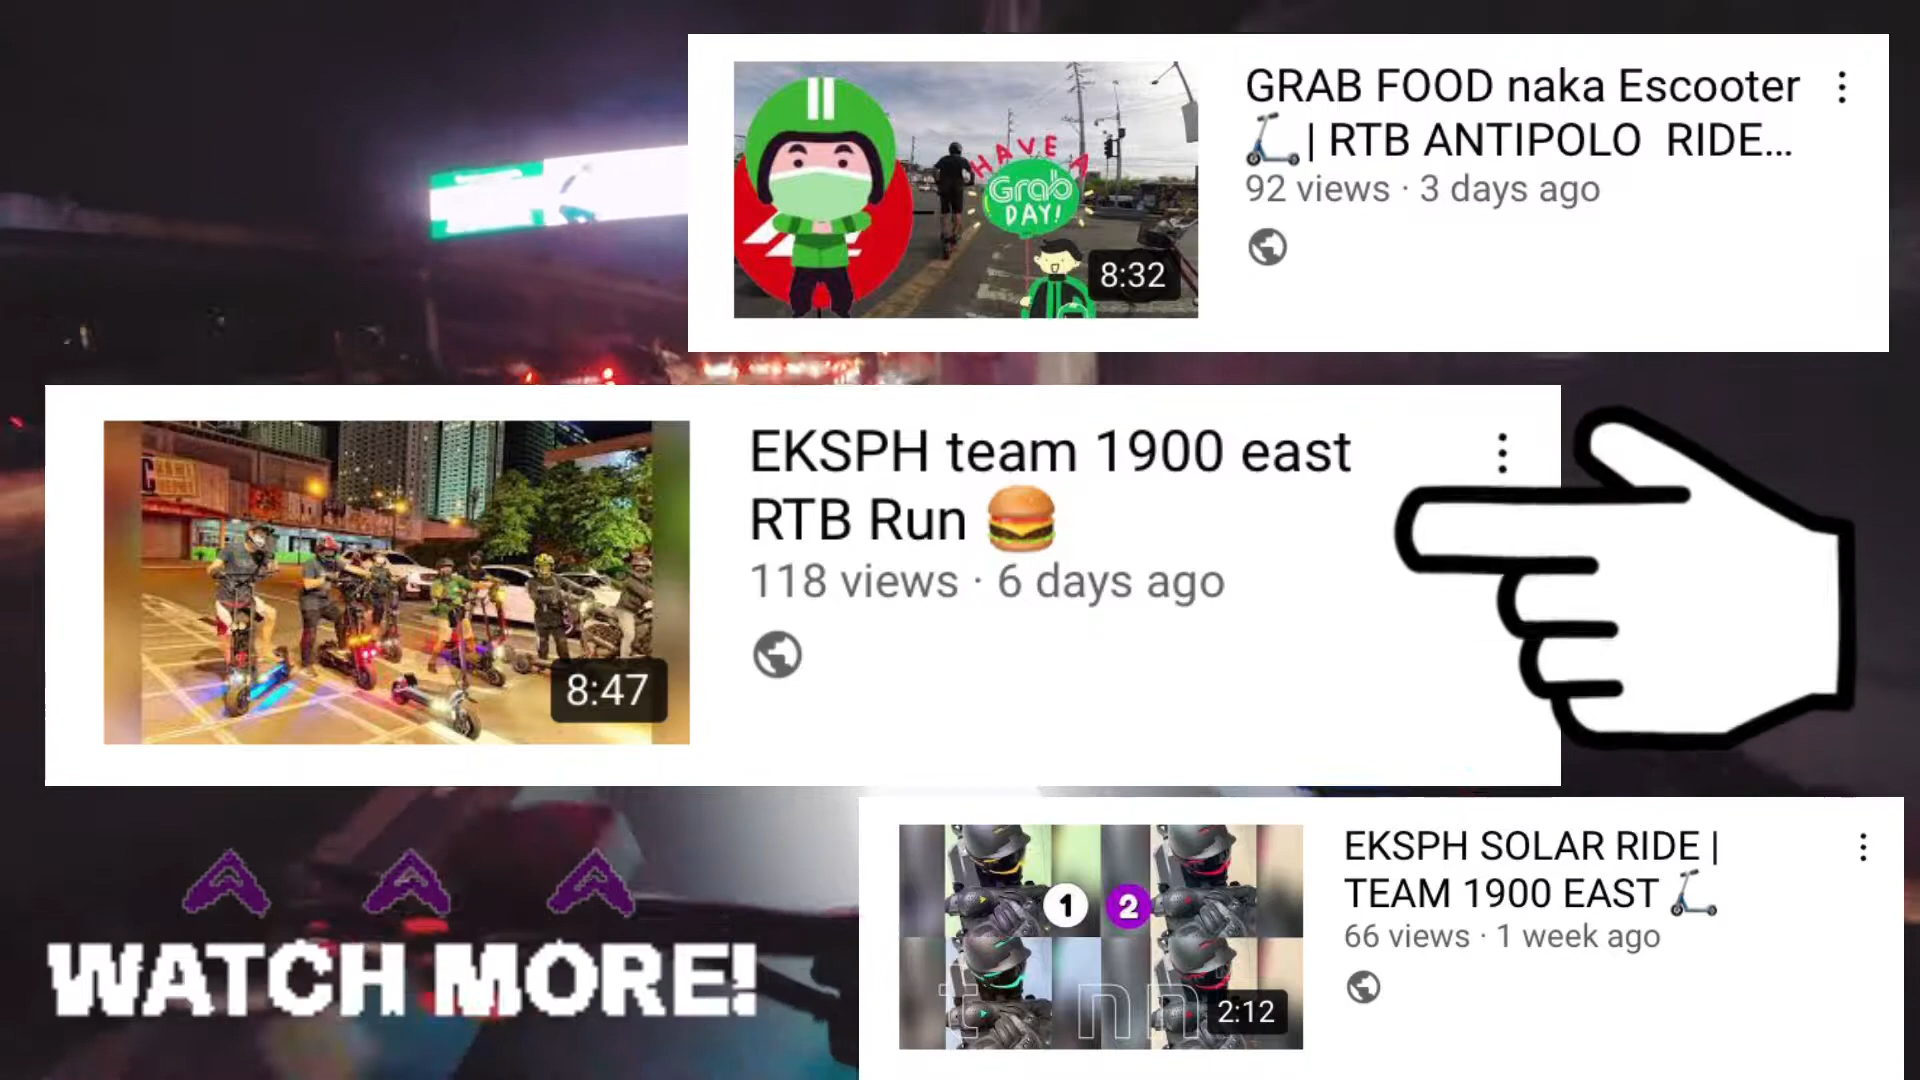 GRAB FOOD naka Escooter
🛴 | RTB ANTIPOLO  RIDE...
92 views · 3 days ago
HAVE A
Grab
DAY!
8:32
EKSPH team 1900 east
RTB Run 🍔
118 views · 6 days ago
8:47
EKSPH SOLAR RIDE |
TEAM 1900 EAST 🛴
66 views · 1 week ago
1 2
2:12
WATCH MORE!